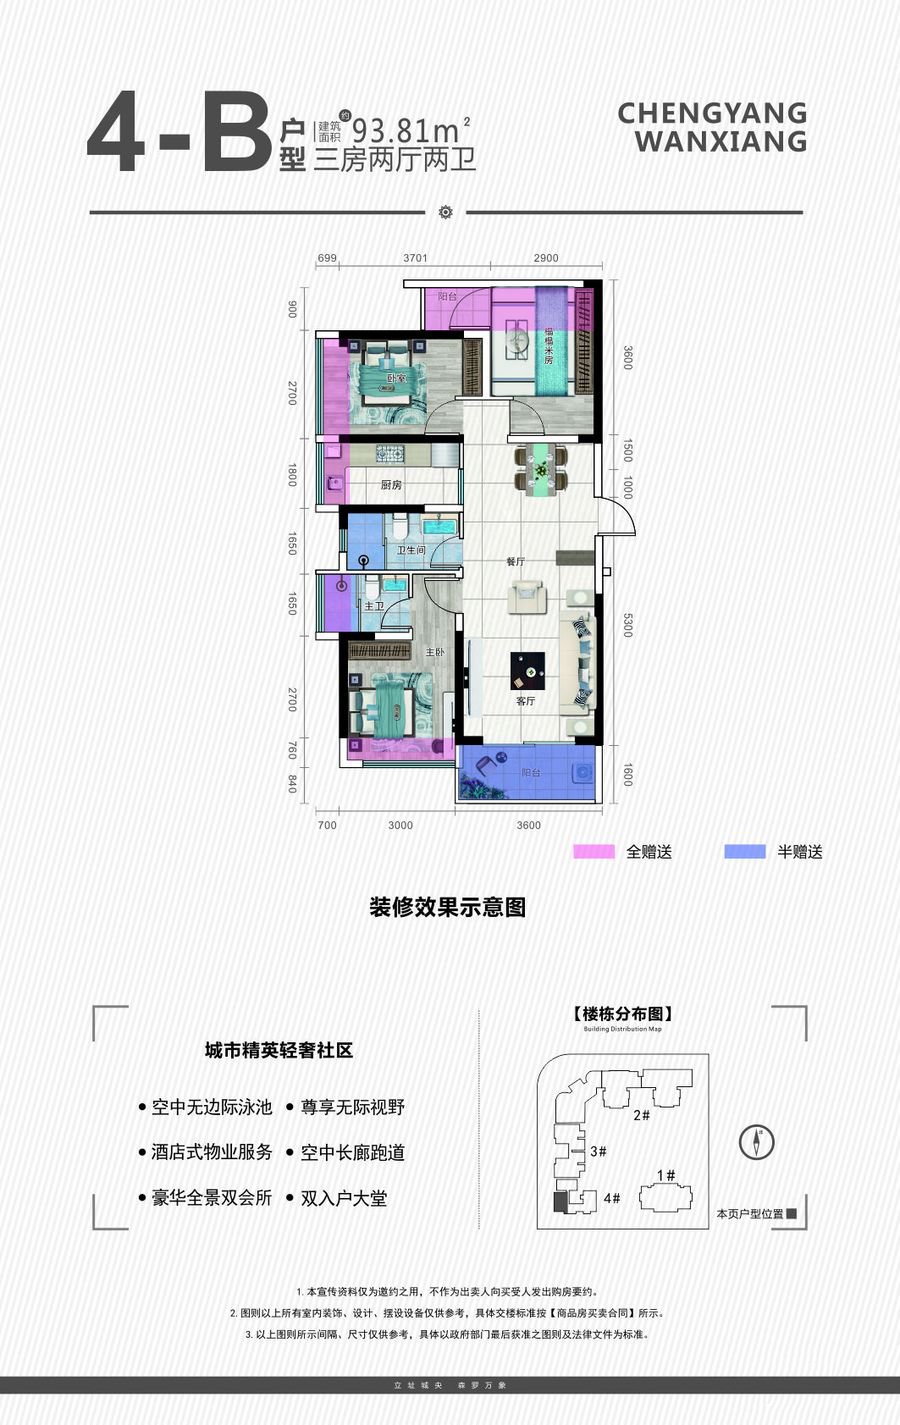 4-B
户型
建筑面积
约
93.81m²
三房两厅两卫
CHENGYANG
WANXIANG
699 3701 2900
阳台
榻榻米房
卧室
厨房
卫生间
餐厅
主卫
主卧
客厅
阳台
900
2700
1800
1650
1650
2700
760
840
3600
1500
1000
5300
1600
700 3000 3600
全赠送 半赠送
装修效果示意图
城市精英轻奢社区
• 空中无边际泳池 • 尊享无际视野
• 酒店式物业服务 • 空中长廊跑道
• 豪华全景双会所 • 双入户大堂
【楼栋分布图】
Building Distribution Map
2#
3#
1#
4#
北
本页户型位置
1. 本宣传资料仅为邀约之用，不作为出卖人向买受人发出购房要约。
2. 图则以上所有室内装饰、设计、摆设设备仅供参考，具体交楼标准按【商品房买卖合同】所示。
3. 以上图则所示间隔、尺寸仅供参考，具体以政府部门最后获准之图则及法律文件为标准。
立址城央 森罗万象